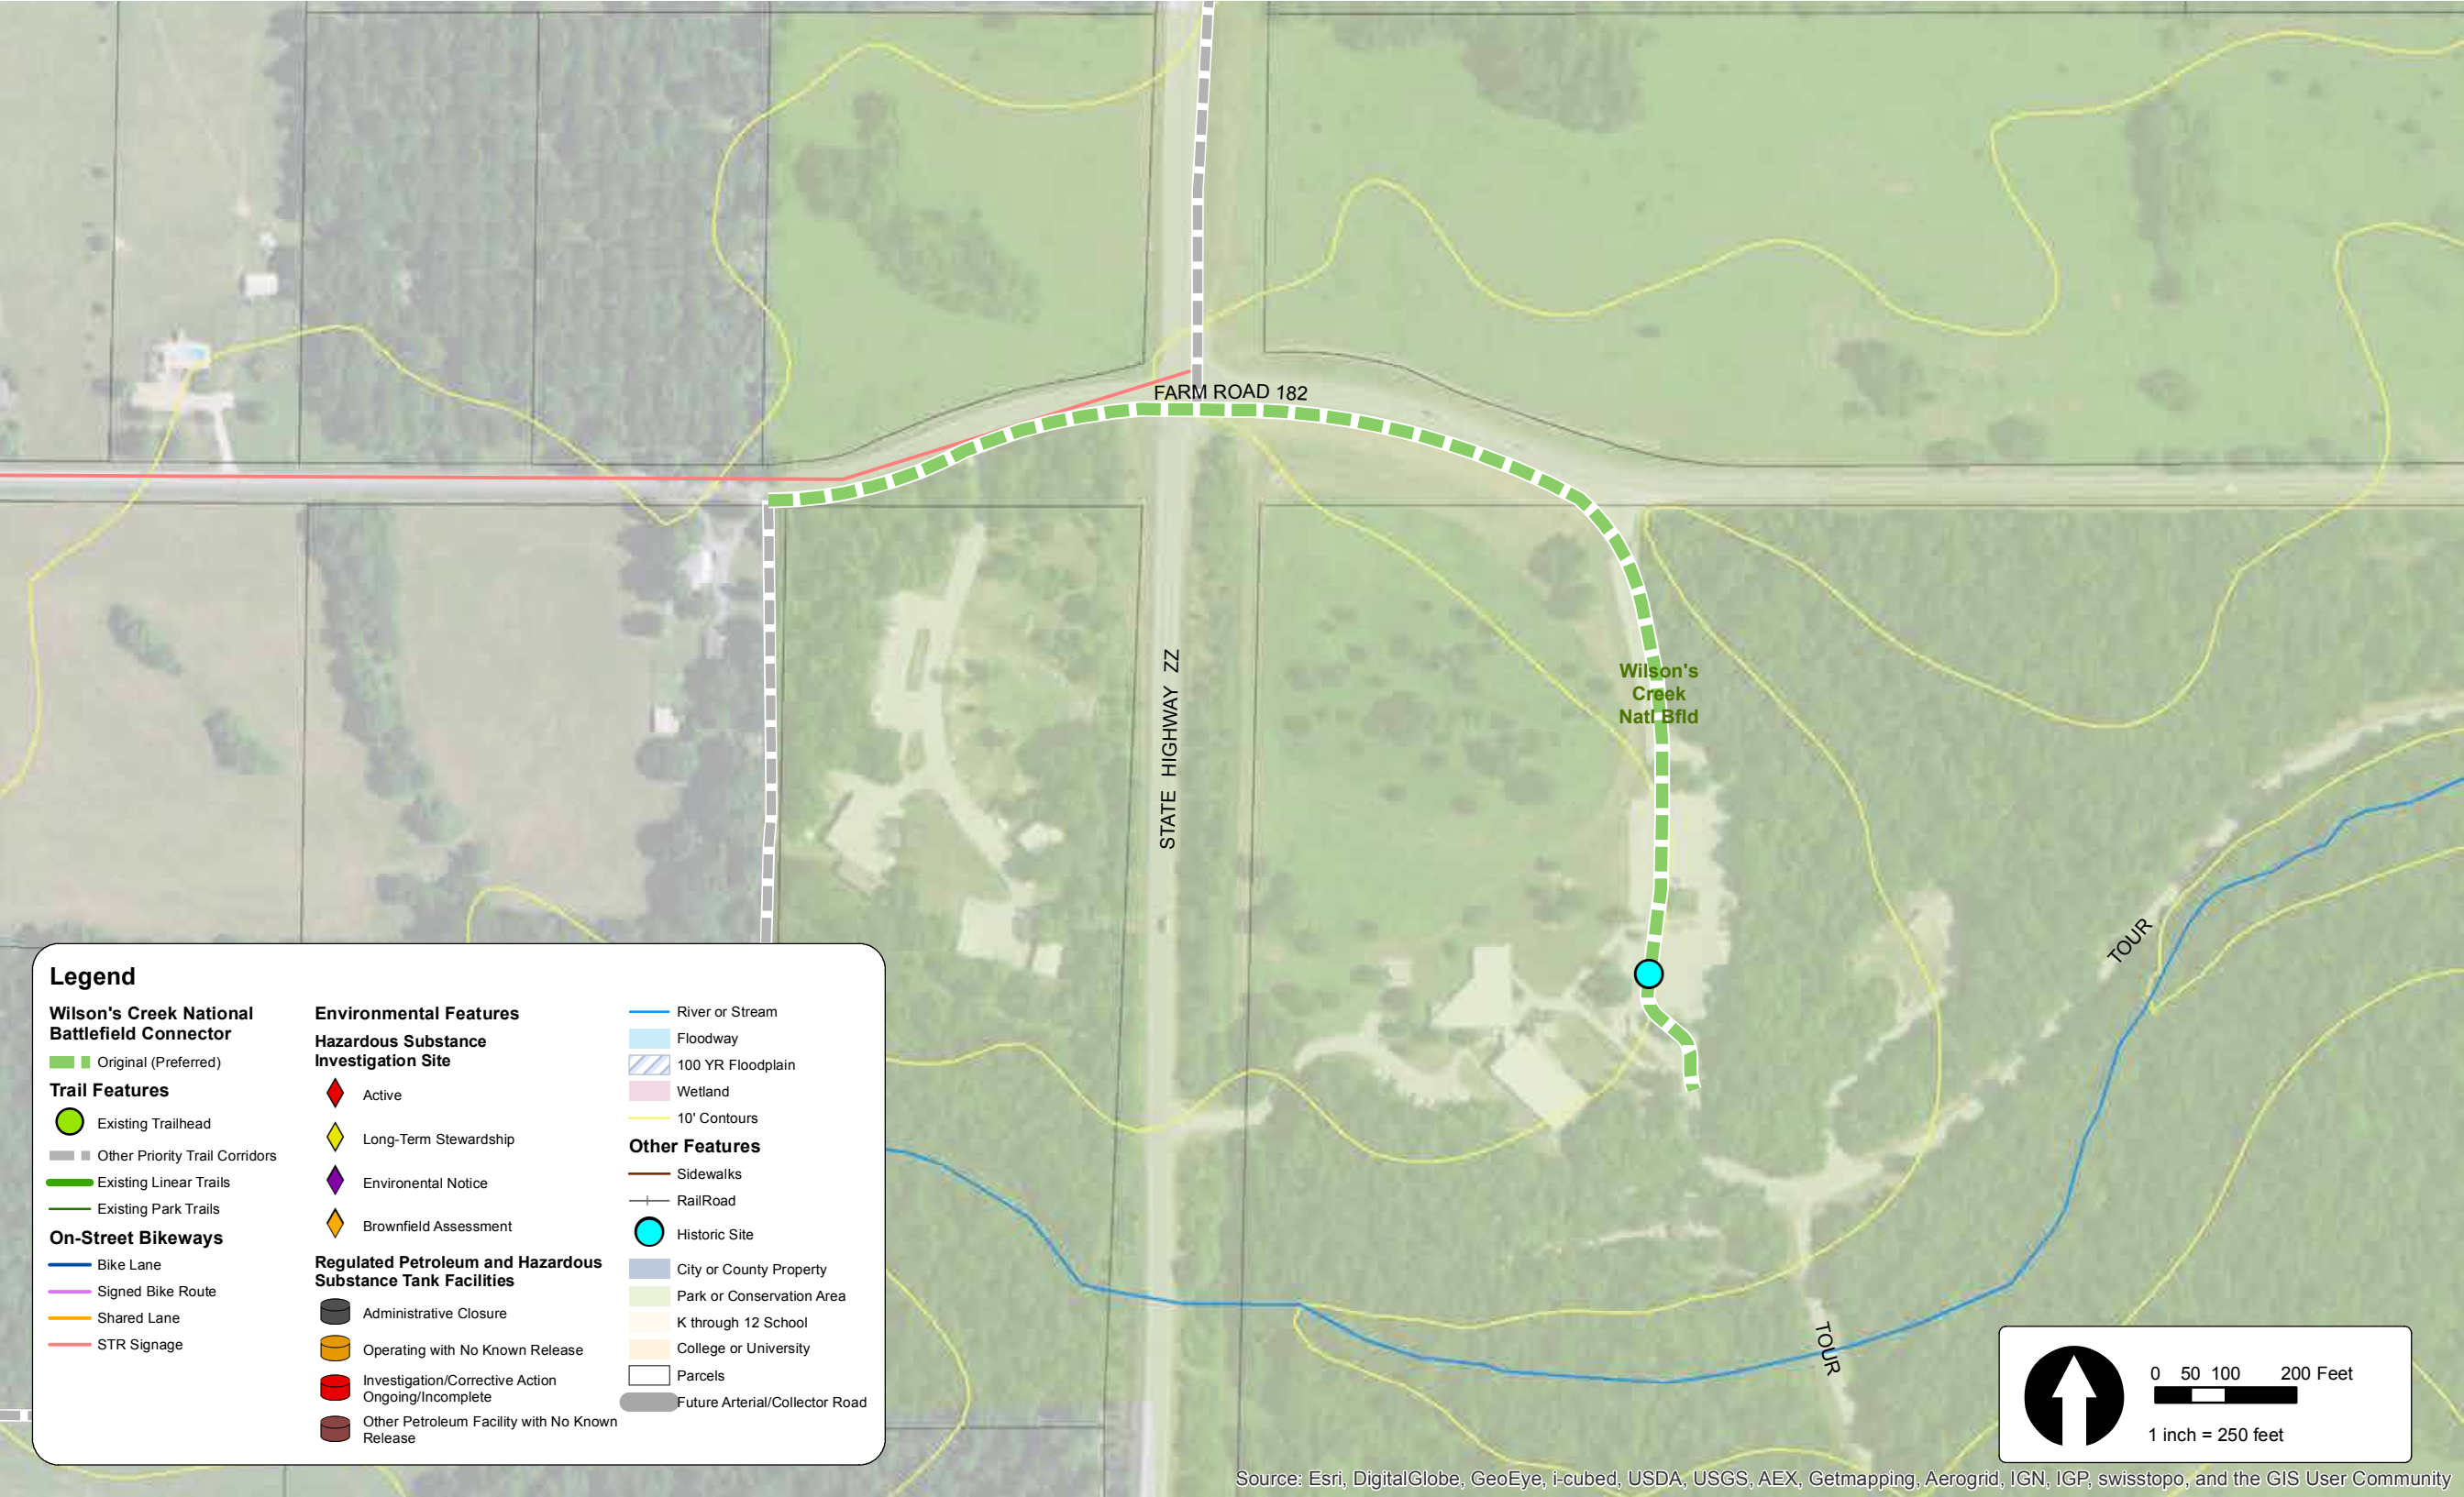 FARM ROAD 182
STATE HIGHWAY ZZ
Wilson's
Creek
Natl Bfld
TOUR
TOUR
Legend
Wilson's Creek National
Battlefield Connector
Original (Preferred)
Trail Features
Existing Trailhead
Other Priority Trail Corridors
Existing Linear Trails
Existing Park Trails
On-Street Bikeways
Bike Lane
Signed Bike Route
Shared Lane
STR Signage
Environmental Features
Hazardous Substance
Investigation Site
Active
Long-Term Stewardship
Environental Notice
Brownfield Assessment
Regulated Petroleum and Hazardous
Substance Tank Facilities
Administrative Closure
Operating with No Known Release
Investigation/Corrective Action
Ongoing/Incomplete
Other Petroleum Facility with No Known
Release
River or Stream
Floodway
100 YR Floodplain
Wetland
10' Contours
Other Features
Sidewalks
RailRoad
Historic Site
City or County Property
Park or Conservation Area
K through 12 School
College or University
Parcels
Future Arterial/Collector Road
0 50 100 200 Feet
1 inch = 250 feet
Source: Esri, DigitalGlobe, GeoEye, i-cubed, USDA, USGS, AEX, Getmapping, Aerogrid, IGN, IGP, swisstopo, and the GIS User Community